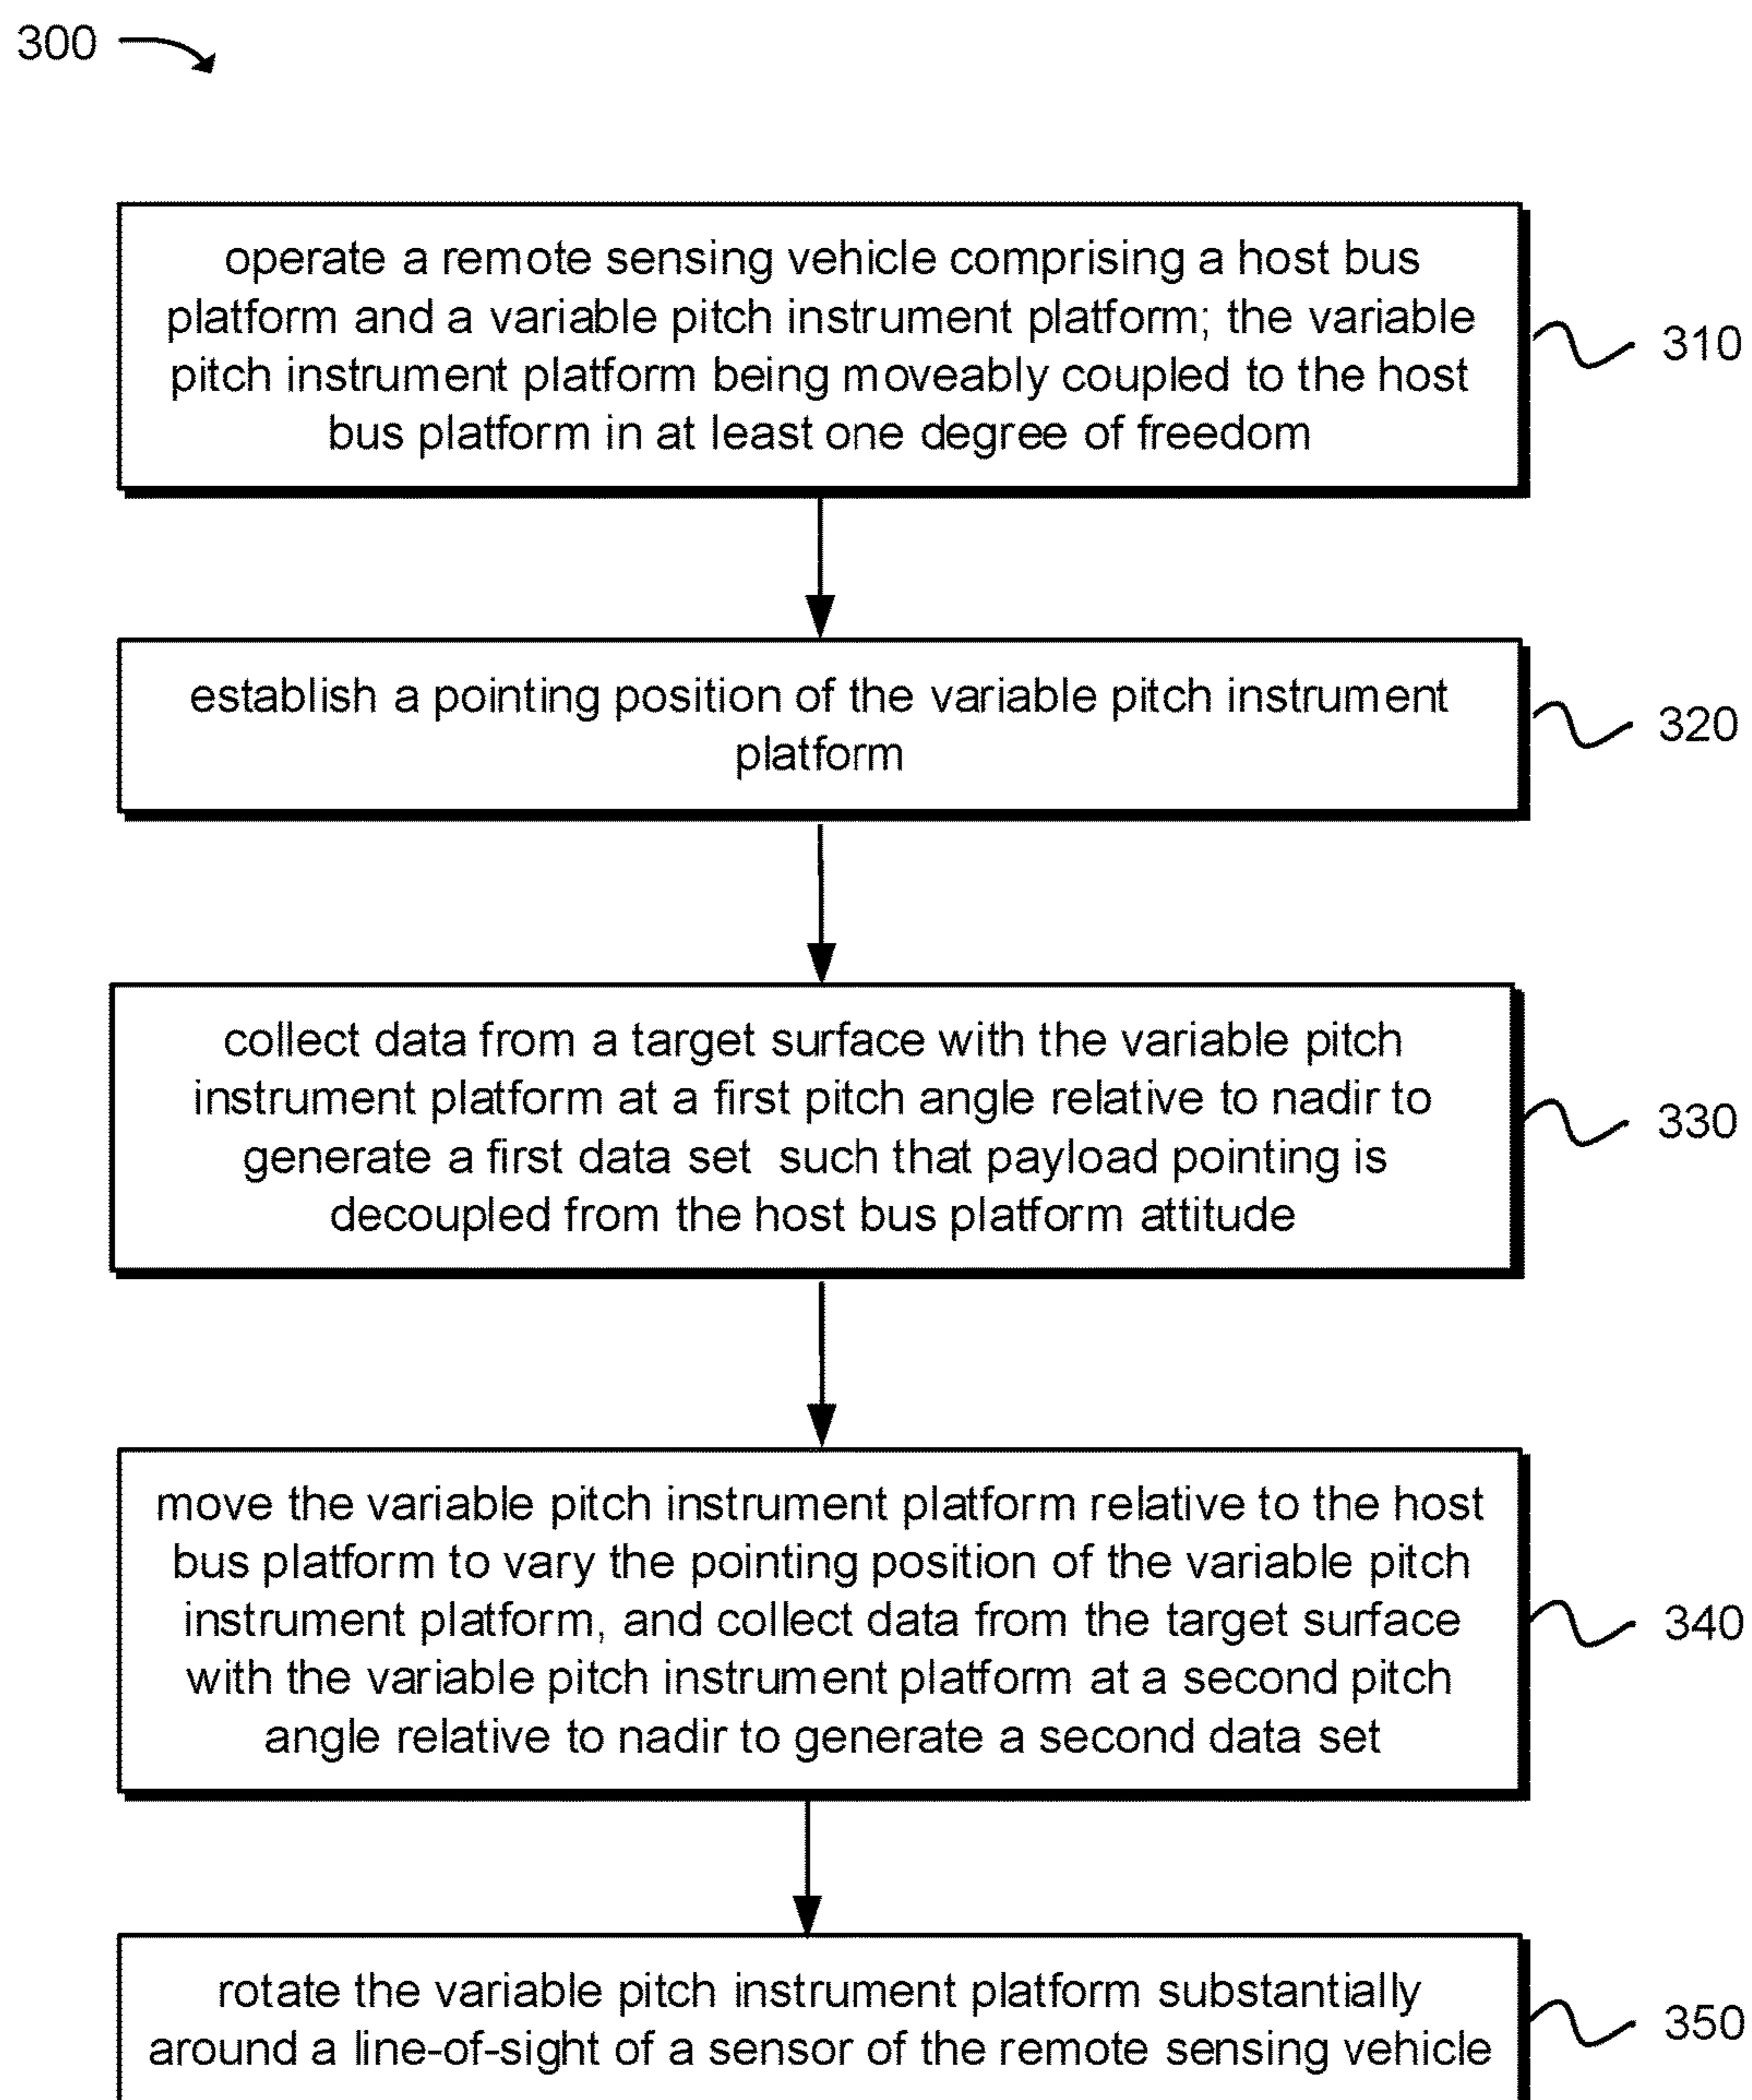 300
operate a remote sensing vehicle comprising a host bus
platform and a variable pitch instrument platform; the variable
pitch instrument platform being moveably coupled to the host
bus platform in at least one degree of freedom
310
establish a pointing position of the variable pitch instrument
platform
320
collect data from a target surface with the variable pitch
instrument platform at a first pitch angle relative to nadir to
generate a first data set such that payload pointing is
decoupled from the host bus platform attitude
330
move the variable pitch instrument platform relative to the host
bus platform to vary the pointing position of the variable pitch
instrument platform, and collect data from the target surface
with the variable pitch instrument platform at a second pitch
angle relative to nadir to generate a second data set
340
rotate the variable pitch instrument platform substantially
around a line-of-sight of a sensor of the remote sensing vehicle
350